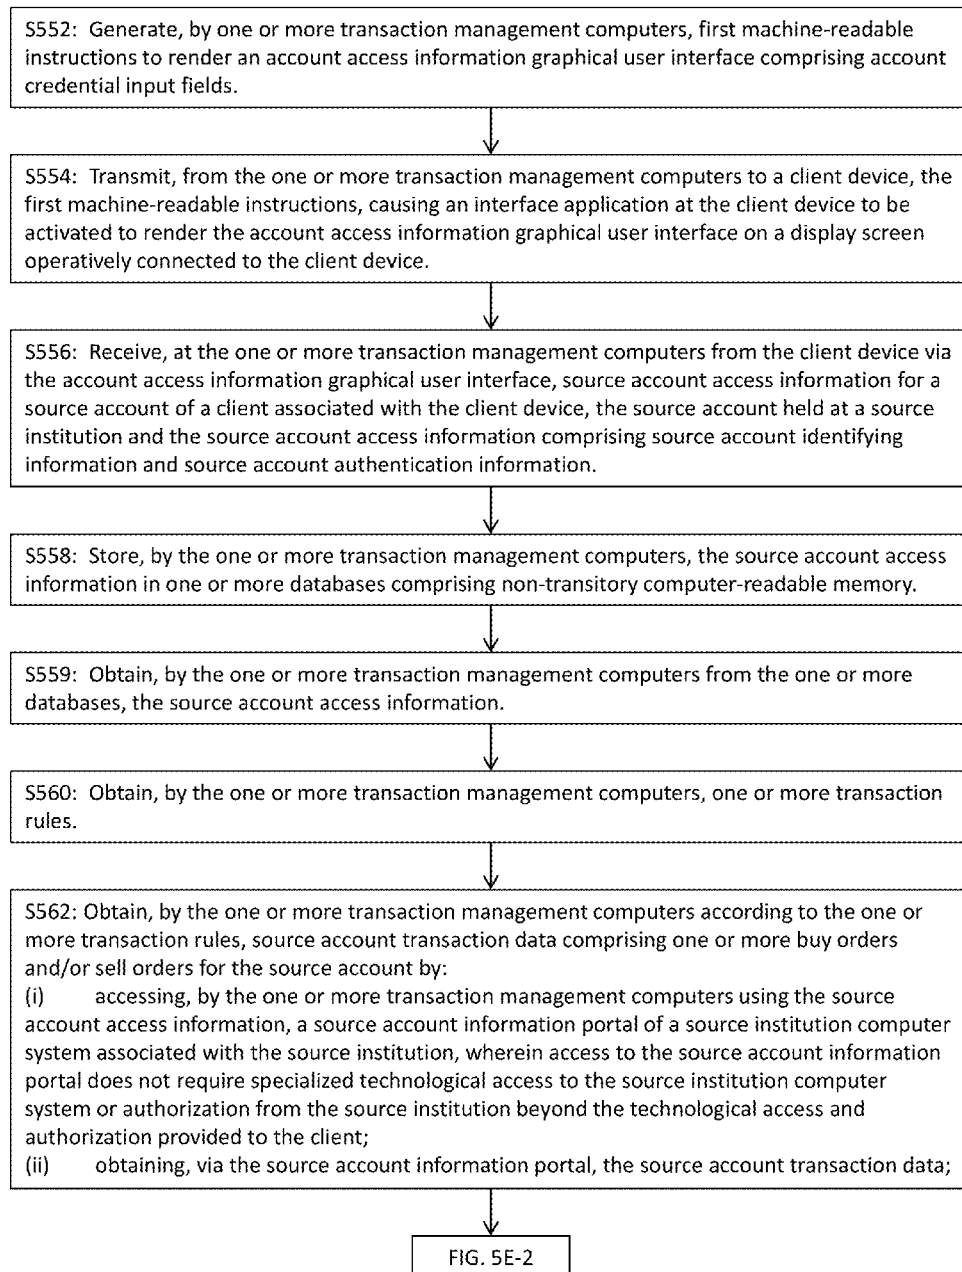 S552:  Generate, by one or more transaction management computers, first machine-readable
instructions to render an account access information graphical user interface comprising account
credential input fields.
S554:  Transmit, from the one or more transaction management computers to a client device, the
first machine-readable instructions, causing an interface application at the client device to be
activated to render the account access information graphical user interface on a display screen
operatively connected to the client device.
S556:  Receive, at the one or more transaction management computers from the client device via
the account access information graphical user interface, source account access information for a
source account of a client associated with the client device, the source account held at a source
institution and the source account access information comprising source account identifying
information and source account authentication information.
S558:  Store, by the one or more transaction management computers, the source account access
information in one or more databases comprising non-transitory computer-readable memory.
S559:  Obtain, by the one or more transaction management computers from the one or more
databases, the source account access information.
S560:  Obtain, by the one or more transaction management computers, one or more transaction
rules.
S562: Obtain, by the one or more transaction management computers according to the one or
more transaction rules, source account transaction data comprising one or more buy orders
and/or sell orders for the source account by:
(i) accessing, by the one or more transaction management computers using the source
account access information, a source account information portal of a source institution computer
system associated with the source institution, wherein access to the source account information
portal does not require specialized technological access to the source institution computer
system or authorization from the source institution beyond the technological access and
authorization provided to the client;
(ii) obtaining, via the source account information portal, the source account transaction data;
FIG. 5E-2